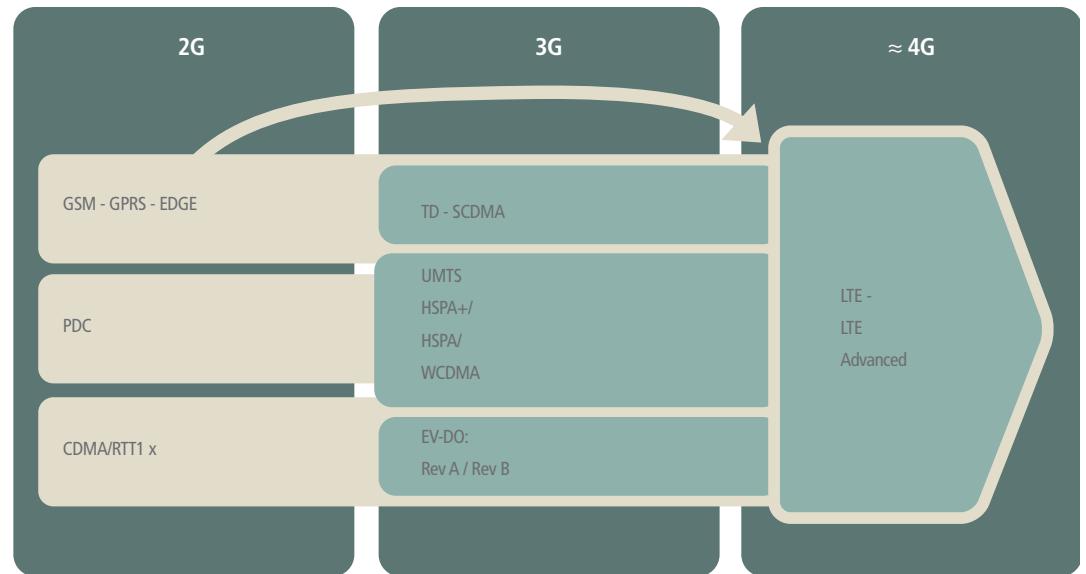 2G
3G
≈ 4G
GSM - GPRS - EDGE
PDC
CDMA/RTT1 x
TD - SCDMA
UMTS
HSPA+/
HSPA/
WCDMA
EV-DO:
Rev A / Rev B
LTE -
LTE
Advanced